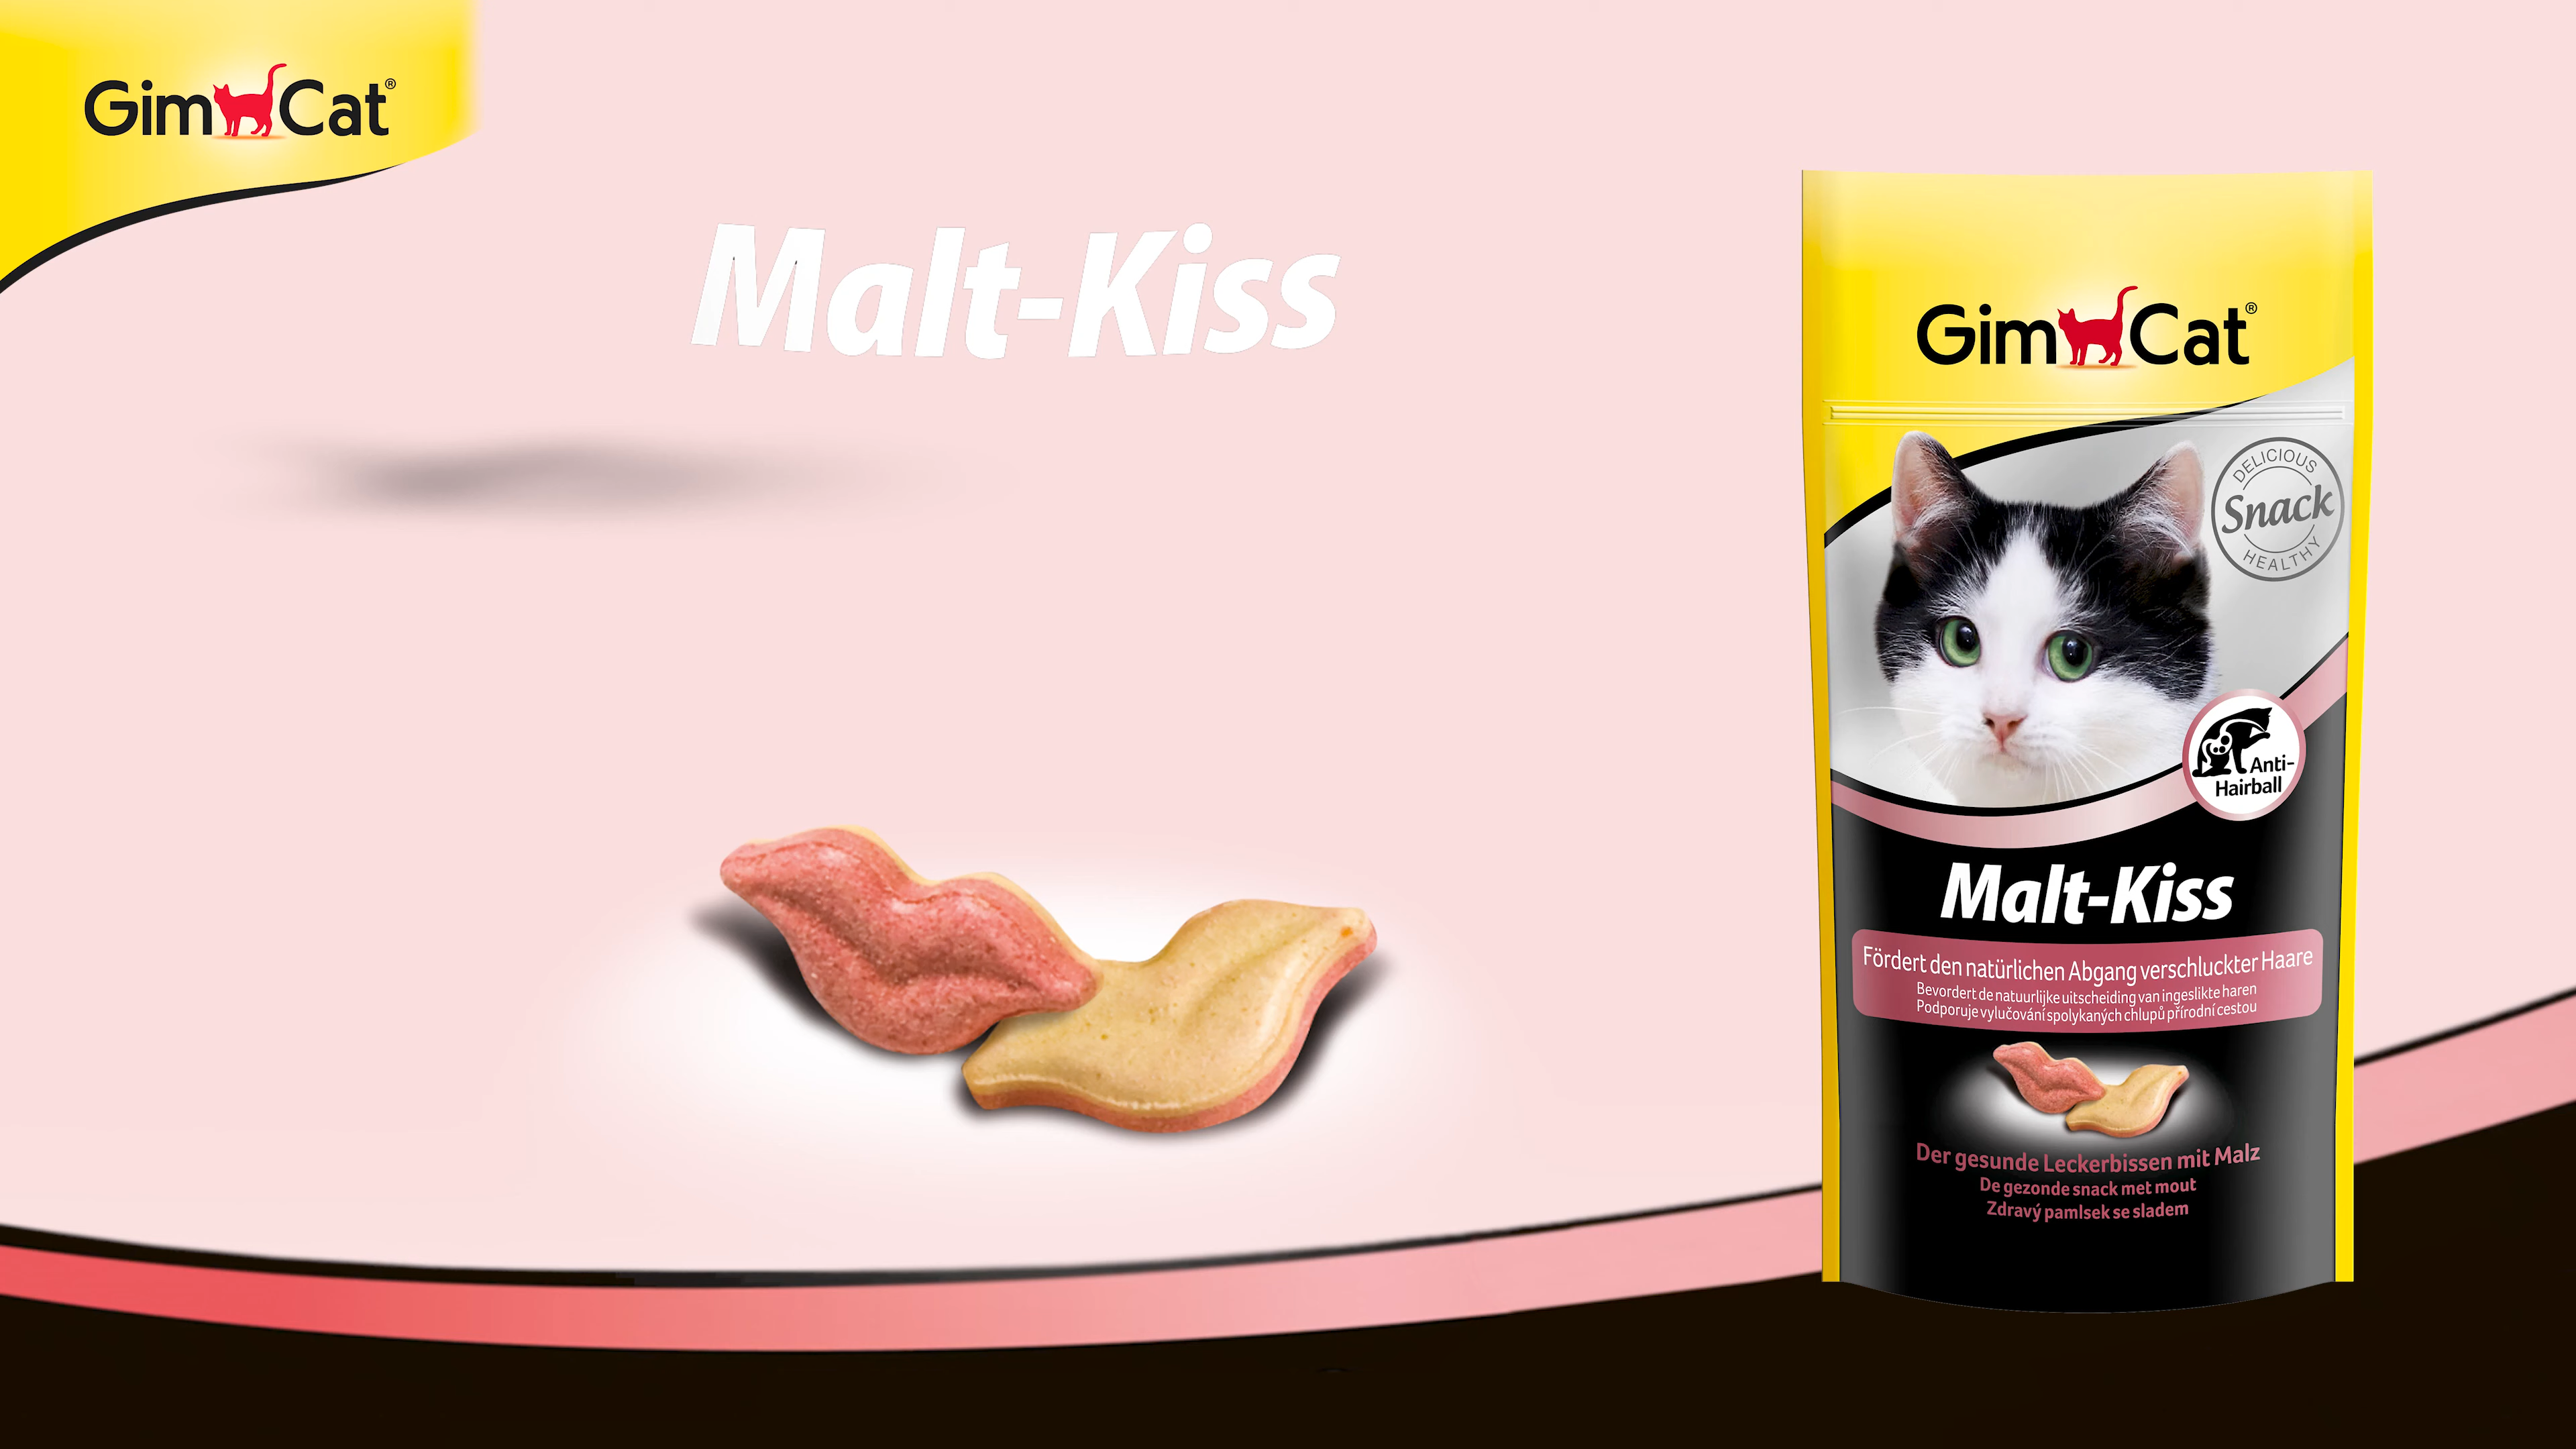 GimCat®
Malt-Kiss
GimCat®
DELICIOUS
Snack
HEALTHY
Anti-
Hairball
Malt-Kiss
Fördert den natürlichen Abgang verschluckter Haare
Bevordert de natuurlijke uitscheiding van ingeslikte haren
Podporuje vylučování spolykaných chlupů přírodní cestou
Der gesunde Leckerbissen mit Malz
De gezonde snack met mout
Zdravý pamlsek se sladem